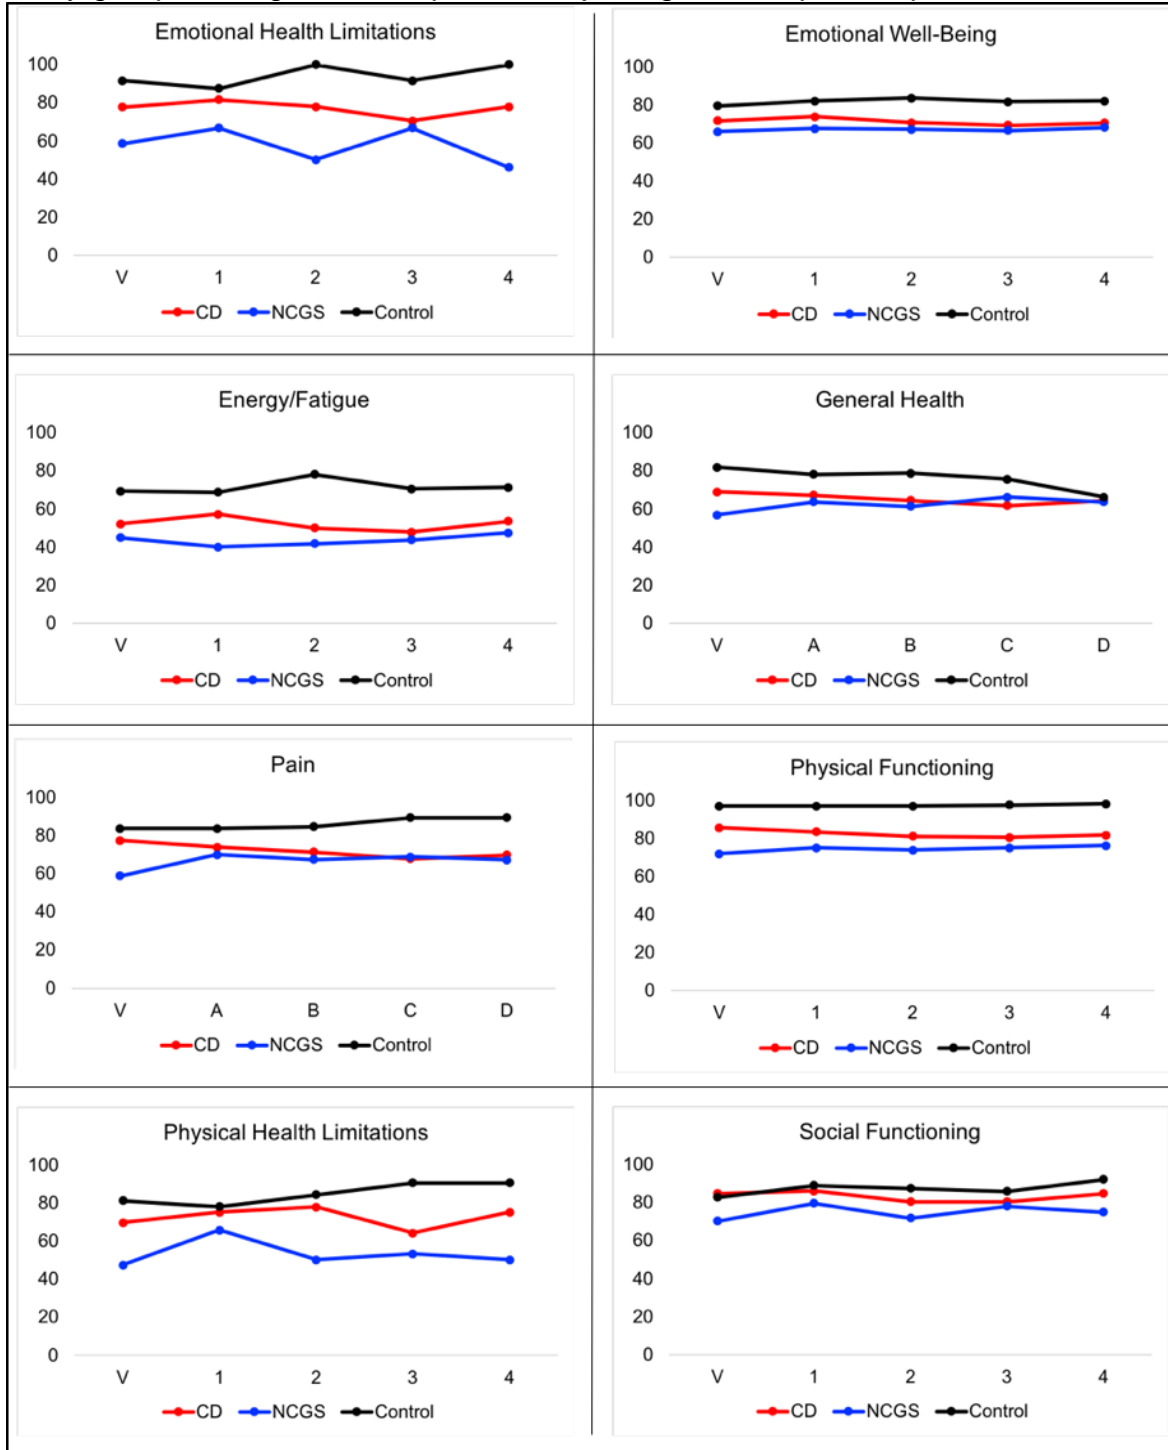 Emotional Health Limitations
100
80
60
40
20
0
V 1 2 3 4
CD NCGS Control
Emotional Well-Being
100
80
60
40
20
0
V 1 2 3 4
CD NCGS Control
Energy/Fatigue
100
80
60
40
20
0
V 1 2 3 4
CD NCGS Control
General Health
100
80
60
40
20
0
V A B C D
CD NCGS Control
Pain
100
80
60
40
20
0
V A B C D
CD NCGS Control
Physical Functioning
100
80
60
40
20
0
V 1 2 3 4
CD NCGS Control
Physical Health Limitations
100
80
60
40
20
0
V 1 2 3 4
CD NCGS Control
Social Functioning
100
80
60
40
20
0
V 1 2 3 4
CD NCGS Control